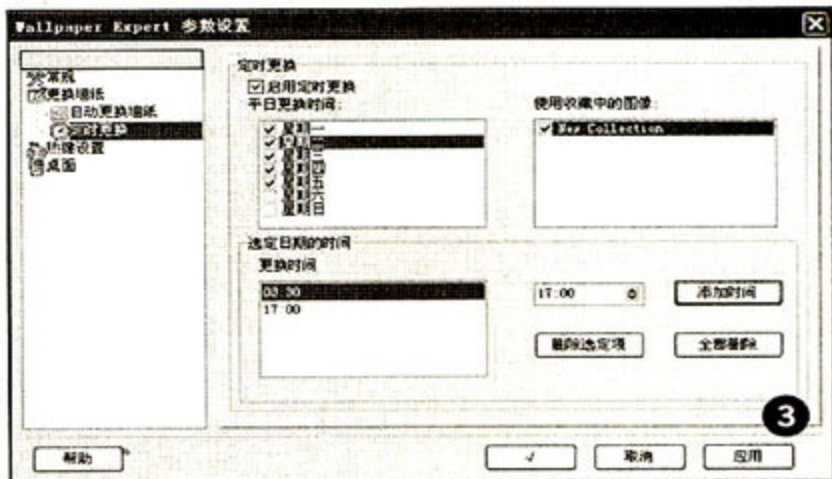 Wallpaper Expert 参数设置
常规
更换墙纸
自动更换墙纸
定时更换
热键设置
桌面
定时更换
启用定时更换
平日更换时间:
星期一
星期二
星期三
星期四
星期五
星期六
星期日
使用收藏中的图像:
New Collection
选定日期的时间
更换时间
17:00
17:00
添加时间
删除选定项
全部删除
3
帮助
√
取消
应用